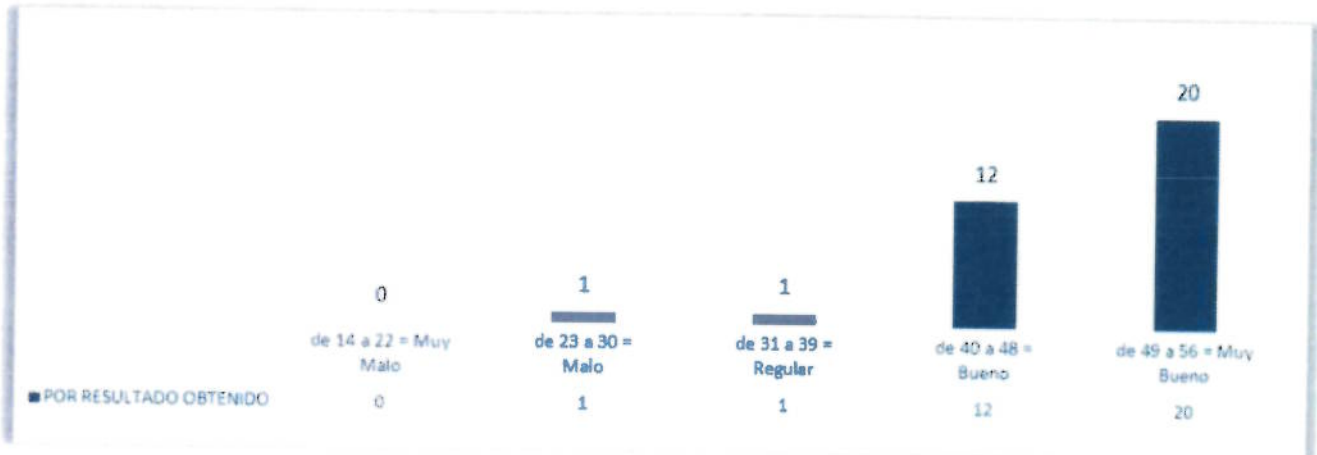 20
12
1
1
0
de 14 a 22 = Muy
Malo
de 23 a 30 =
Malo
de 31 a 39 =
Regular
de 40 a 48 =
Bueno
de 49 a 56 = Muy
Bueno
POR RESULTADO OBTENIDO
0
1
1
12
20